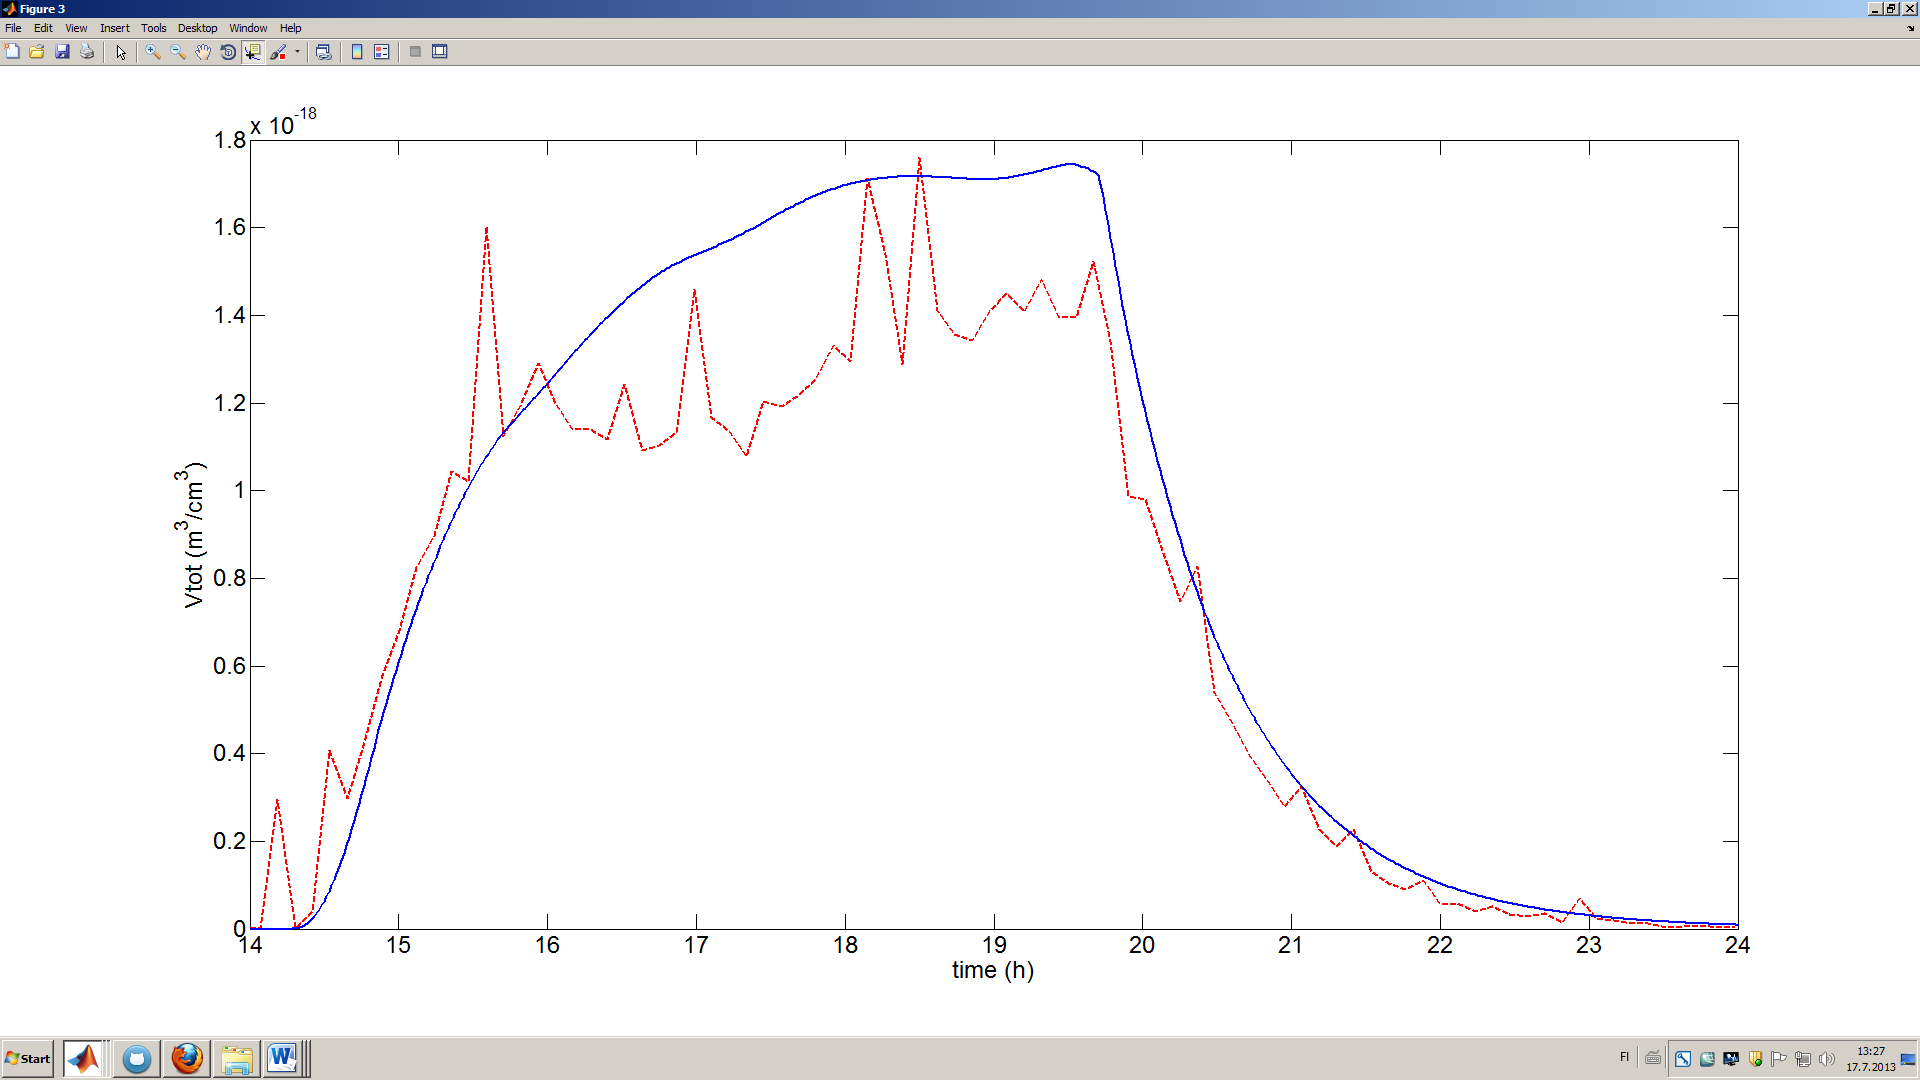 Figure 3
File Edit View Insert Tools Desktop Window Help
x 10-18
1.8
1.6
1.4
1.2
1
0.8
0.6
0.4
0.2
0
Vtot (m3/cm3)
14 15 16 17 18 19 20 21 22 23 24
time (h)
Start
FI
13:27
17.7.2013